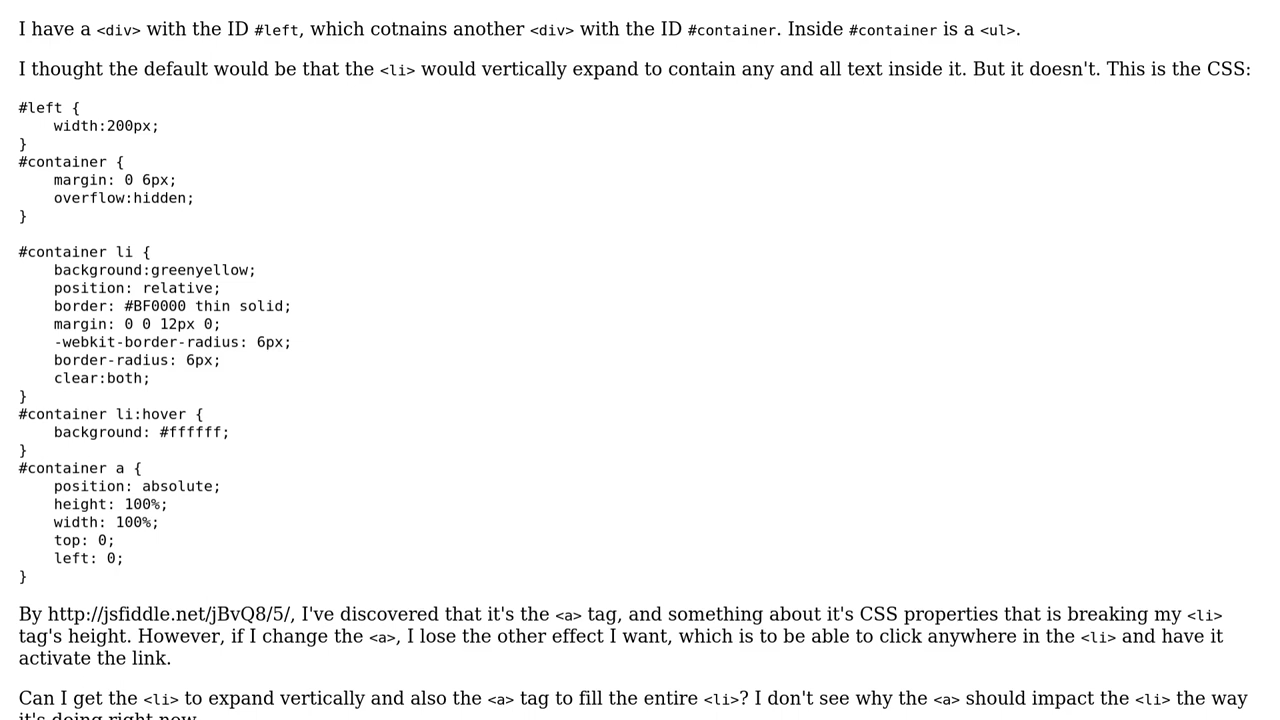 I have a <div> with the ID #left, which cotnains another <div> with the ID #container. Inside #container is a <ul>.
I thought the default would be that the <li> would vertically expand to contain any and all text inside it. But it doesn't. This is the CSS:
#left {
    width:200px;
}
#container {
    margin: 0 6px;
    overflow:hidden;
}
#container li {
    background:greenyellow;
    position: relative;
    border: #BF0000 thin solid;
    margin: 0 0 12px 0;
    -webkit-border-radius: 6px;
    border-radius: 6px;
    clear:both;
}
#container li:hover {
    background: #ffffff;
}
#container a {
    position: absolute;
    height: 100%;
    width: 100%;
    top: 0;
    left: 0;
}
By http://jsfiddle.net/jBvQ8/5/, I've discovered that it's the <a> tag, and something about it's CSS properties that is breaking my <li>
tag's height. However, if I change the <a>, I lose the other effect I want, which is to be able to click anywhere in the <li> and have it
activate the link.
Can I get the <li> to expand vertically and also the <a> tag to fill the entire <li>? I don't see why the <a> should impact the <li> the way
it's doing right now.